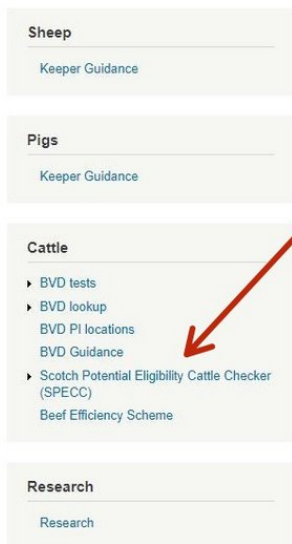 Sheep
Keeper Guidance
Pigs
Keeper Guidance
Cattle
BVD tests
BVD lookup
BVD PI locations
BVD Guidance
Scotch Potential Eligibility Cattle Checker
(SPECC)
Beef Efficiency Scheme
Research
Research